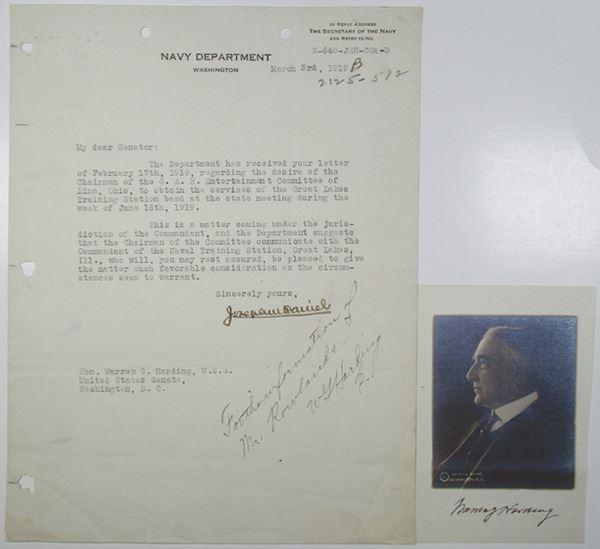 IN REPLY ADDRESS
THE SECRETARY OF THE NAVY
AND REFER TO NO.
NAVY DEPARTMENT
WASHINGTON
March 3rd, 1919
2125-582
My dear Senator:
The Department has received your letter
of February 17th, 1919, regarding the desire of the
Chairman of the G. A. R. Entertainment Committee of
Lima, Ohio, to obtain the services of the Great Lakes
Training Station band at the state meeting during the
week of June 16th, 1919.
This is a matter coming under the juris-
diction of the Commandant, and the Department suggests
that the Chairman of the Committee communicate with the
Commandant of the Naval Training Station, Great Lakes,
Ill., who will, you may rest assured, be pleased to give
the matter such favorable consideration as the circum-
stances seem to warrant.
Sincerely yours,
Josephus Daniels
Hon. Warren G. Harding, U.S.S.
United States Senate,
Washington, D. C.
For the information of
Mr. Rowlands-
WG Harding
R.
WASHINGTON D.C.
Warren G Harding